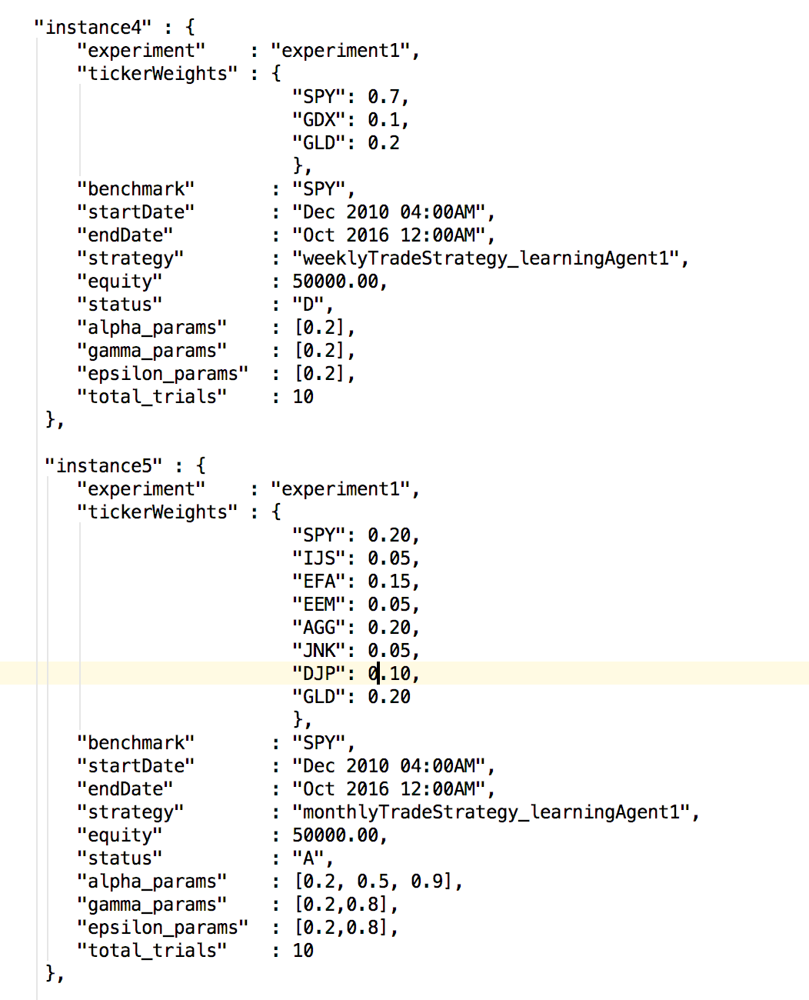 "instance4" : {
"experiment" : "experiment1",
"tickerWeights" : {
"SPY": 0.7,
"GDX": 0.1,
"GLD": 0.2
},
"benchmark" : "SPY",
"startDate" : "Dec 2010 04:00AM",
"endDate" : "Oct 2016 12:00AM",
"strategy" : "weeklyTradeStrategy_learningAgent1",
"equity" : 50000.00,
"status" : "D",
"alpha_params" : [0.2],
"gamma_params" : [0.2],
"epsilon_params" : [0.2],
"total_trials" : 10
},
"instance5" : {
"experiment" : "experiment1",
"tickerWeights" : {
"SPY": 0.20,
"IJS": 0.05,
"EFA": 0.15,
"EEM": 0.05,
"AGG": 0.20,
"JNK": 0.05,
"DJP": 0.10,
"GLD": 0.20
},
"benchmark" : "SPY",
"startDate" : "Dec 2010 04:00AM",
"endDate" : "Oct 2016 12:00AM",
"strategy" : "monthlyTradeStrategy_learningAgent1",
"equity" : 50000.00,
"status" : "A",
"alpha_params" : [0.2, 0.5, 0.9],
"gamma_params" : [0.2,0.8],
"epsilon_params" : [0.2,0.8],
"total_trials" : 10
},